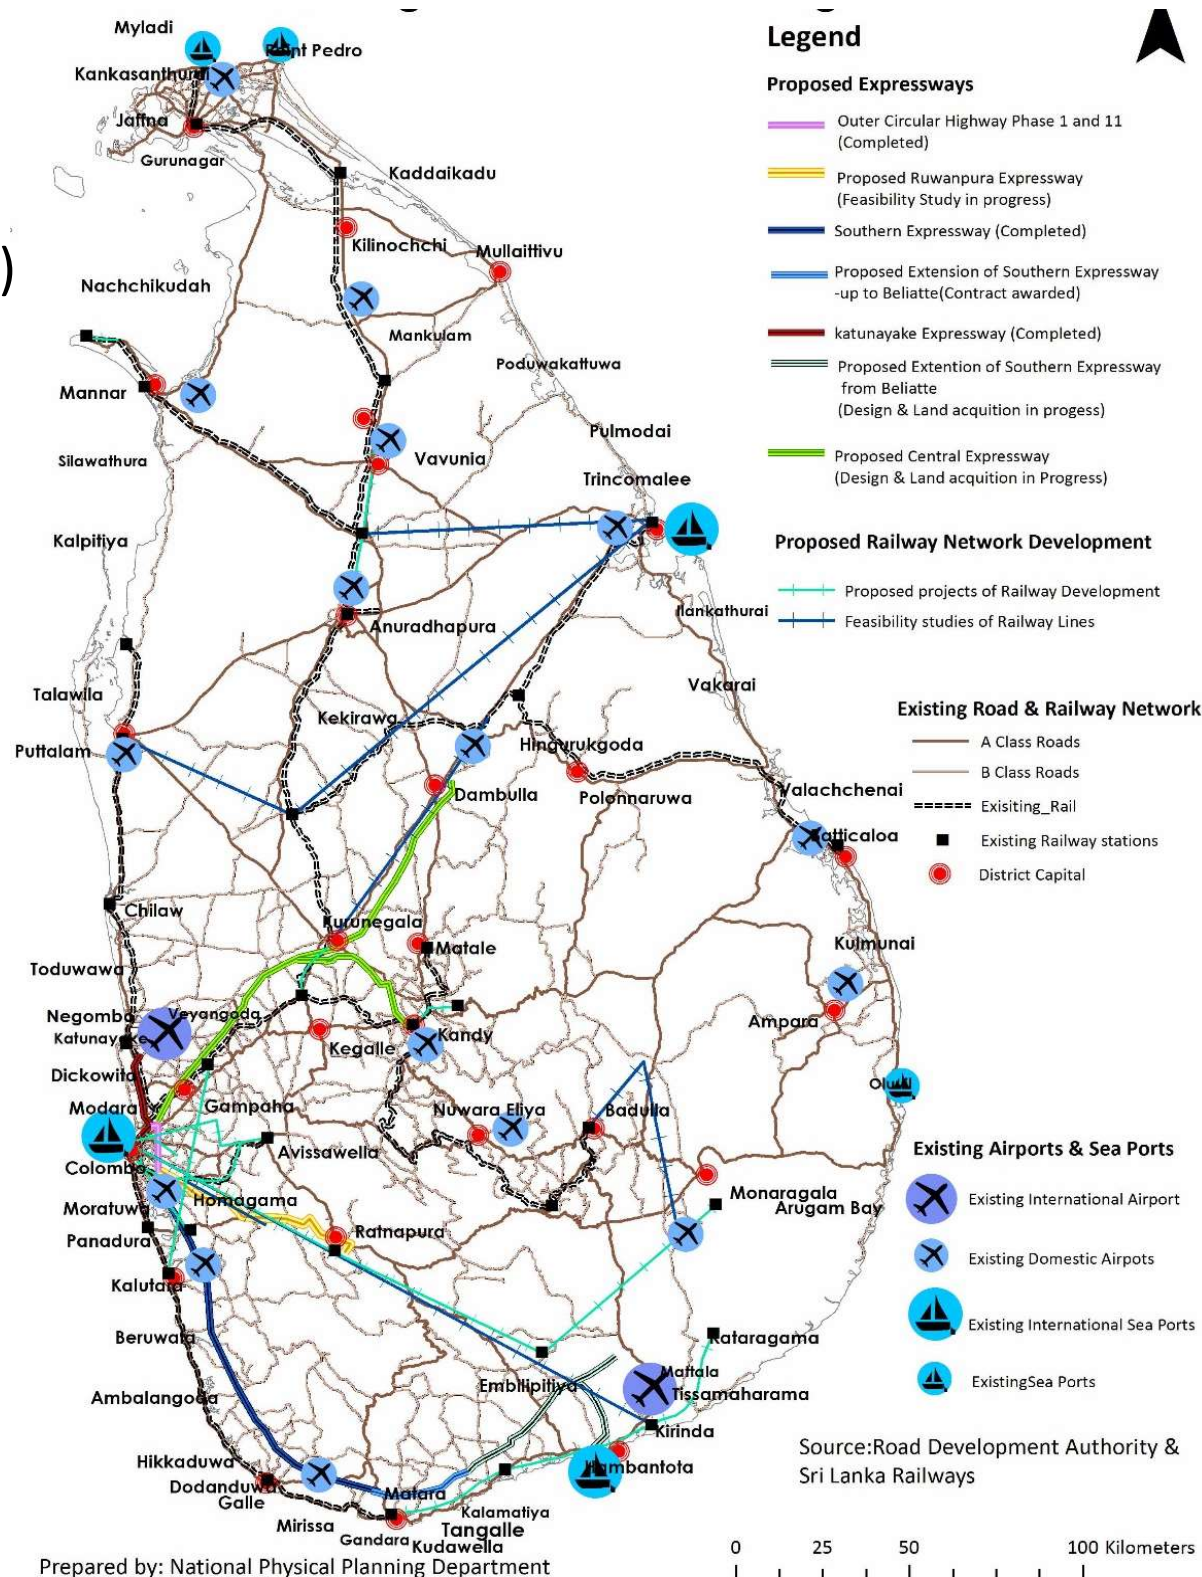 )
Myladi
Point Pedro
Kankasanthurai
Jaffna
Gurunagar
Kaddaikadu
Kilinochchi
Mullaittivu
Nachchikudah
Mankulam
Poduwakattuwa
Mannar
Pulmodai
Silawathura
Vavunia
Trincomalee
Kalpitiya
Ilankathurai
Anuradhapura
Vakarai
Talawila
Kekirawa
Puttalam
Hingurukgoda
Dambulla
Polonnaruwa
Valachchenai
Batticaloa
Chilaw
Kurunegala
Matale
Kulmunai
Toduwawa
Negombo
Veyangoda
Katunayake
Kandy
Kegalle
Ampara
Dickowita
Oluvil
Modara
Gampaha
Nuwara Eliya
Badulla
Colombo
Avissawella
Moratuwa
Homagama
Monaragala
Arugam Bay
Panadura
Ratnapura
Kalutara
Beruwala
Kataragama
Embilipitiya
Mattala
Tissamaharama
Ambalangoda
Kirinda
Hikkaduwa
Hambantota
Dodanduwa
Galle
Matara
Kalamatiya
Mirissa
Tangalle
Gandara
Kudawella
Prepared by: National Physical Planning Department
Legend
Proposed Expressways
Outer Circular Highway Phase 1 and 11
(Completed)
Proposed Ruwanpura Expressway
(Feasibility Study in progress)
Southern Expressway (Completed)
Proposed Extension of Southern Expressway
-up to Beliatte(Contract awarded)
katunayake Expressway (Completed)
Proposed Extention of Southern Expressway
from Beliatte
(Design & Land acqution in progess)
Proposed Central Expressway
(Design & Land acqution in Progress)
Proposed Railway Network Development
Proposed projects of Railway Development
Feasibility studies of Railway Lines
Existing Road & Railway Network
A Class Roads
B Class Roads
Exisiting_Rail
Existing Railway stations
District Capital
Existing Airports & Sea Ports
Existing International Airport
Existing Domestic Airpots
Existing International Sea Ports
ExistingSea Ports
Source:Road Development Authority &
Sri Lanka Railways
0 25 50 100 Kilometers